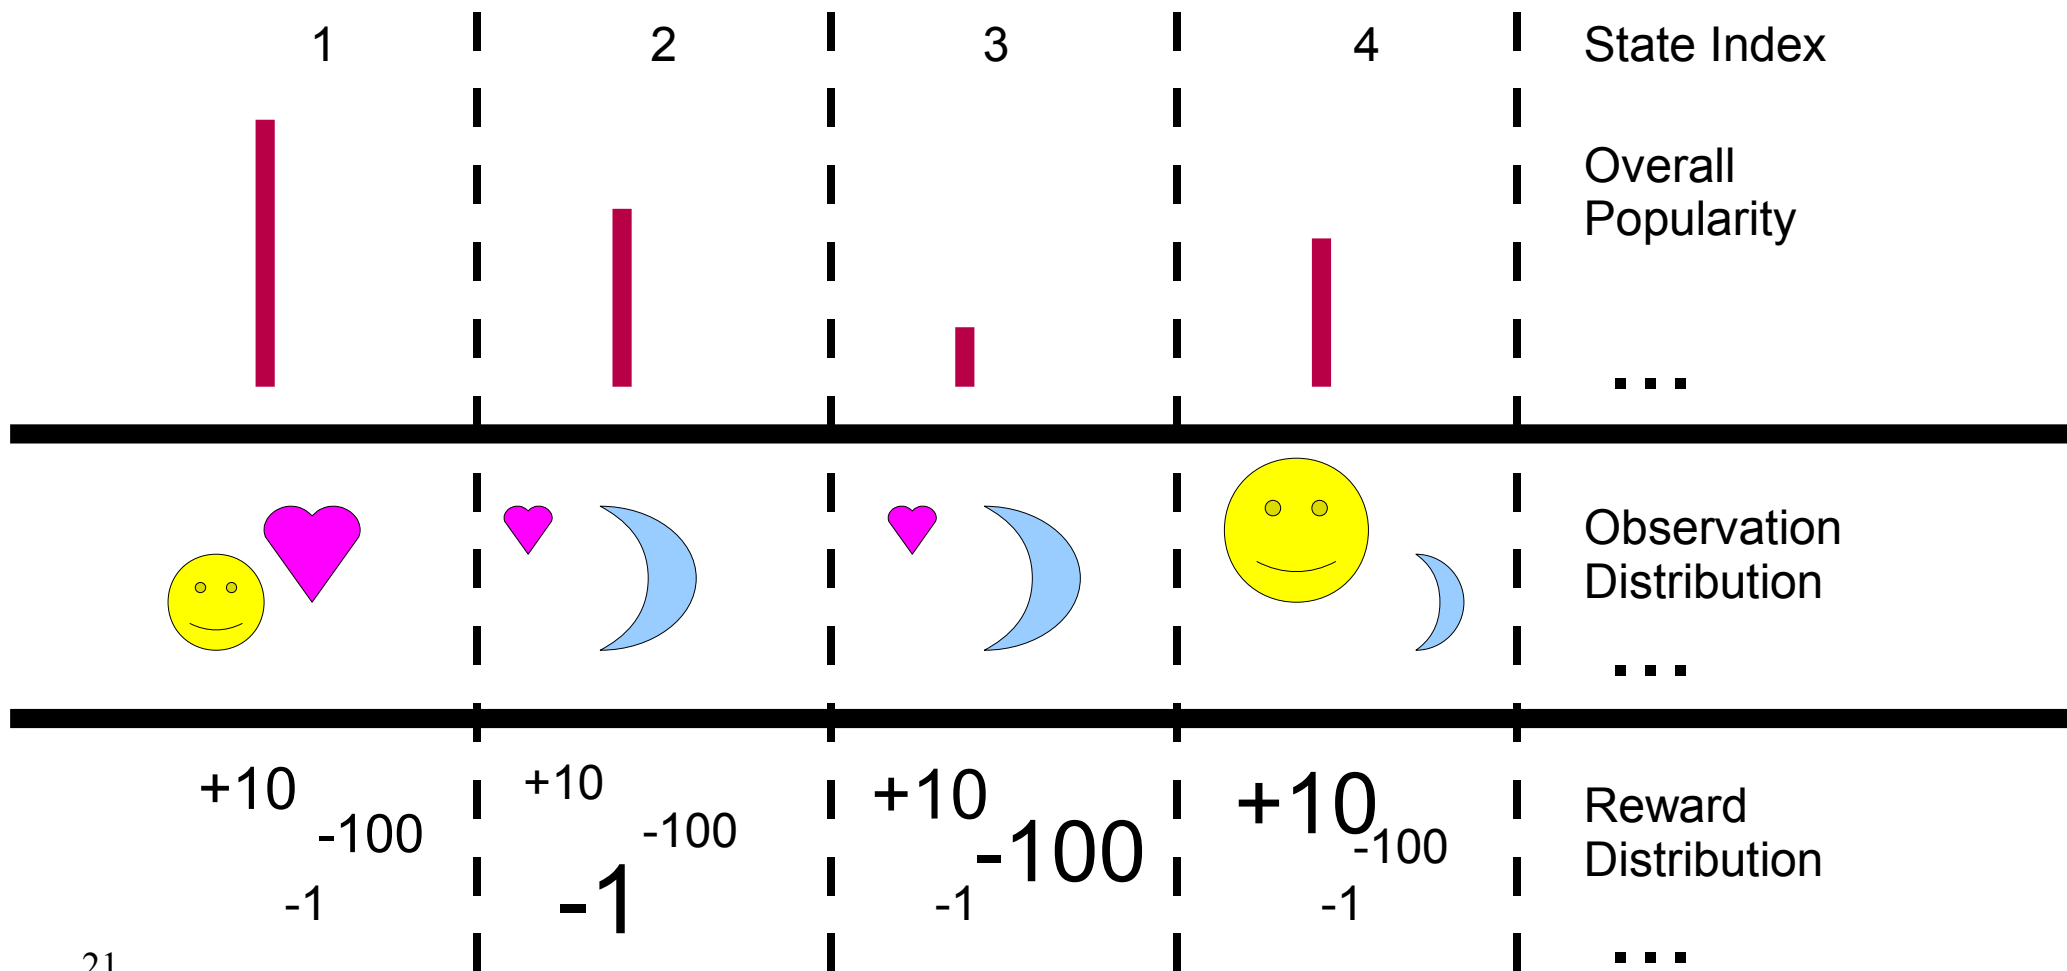 1 2 3 4 State Index
Overall
Popularity
...
Observation
Distribution
...
+10 -100 -1
+10 -100 -1
+10 -100 -1
+10 -100 -1
Reward
Distribution
...
21